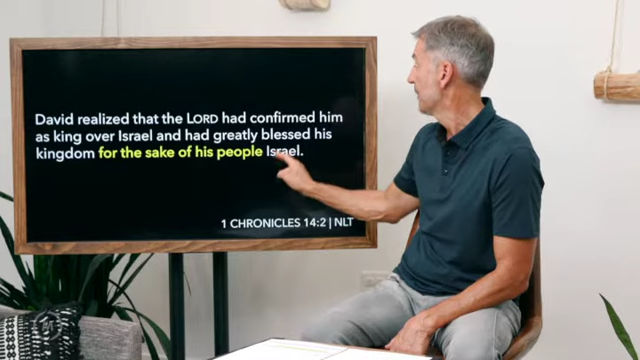 David realized that the LORD had confirmed him
as king over Israel and had greatly blessed his
kingdom for the sake of his people Israel.
1 CHRONICLES 14:2 | NLT